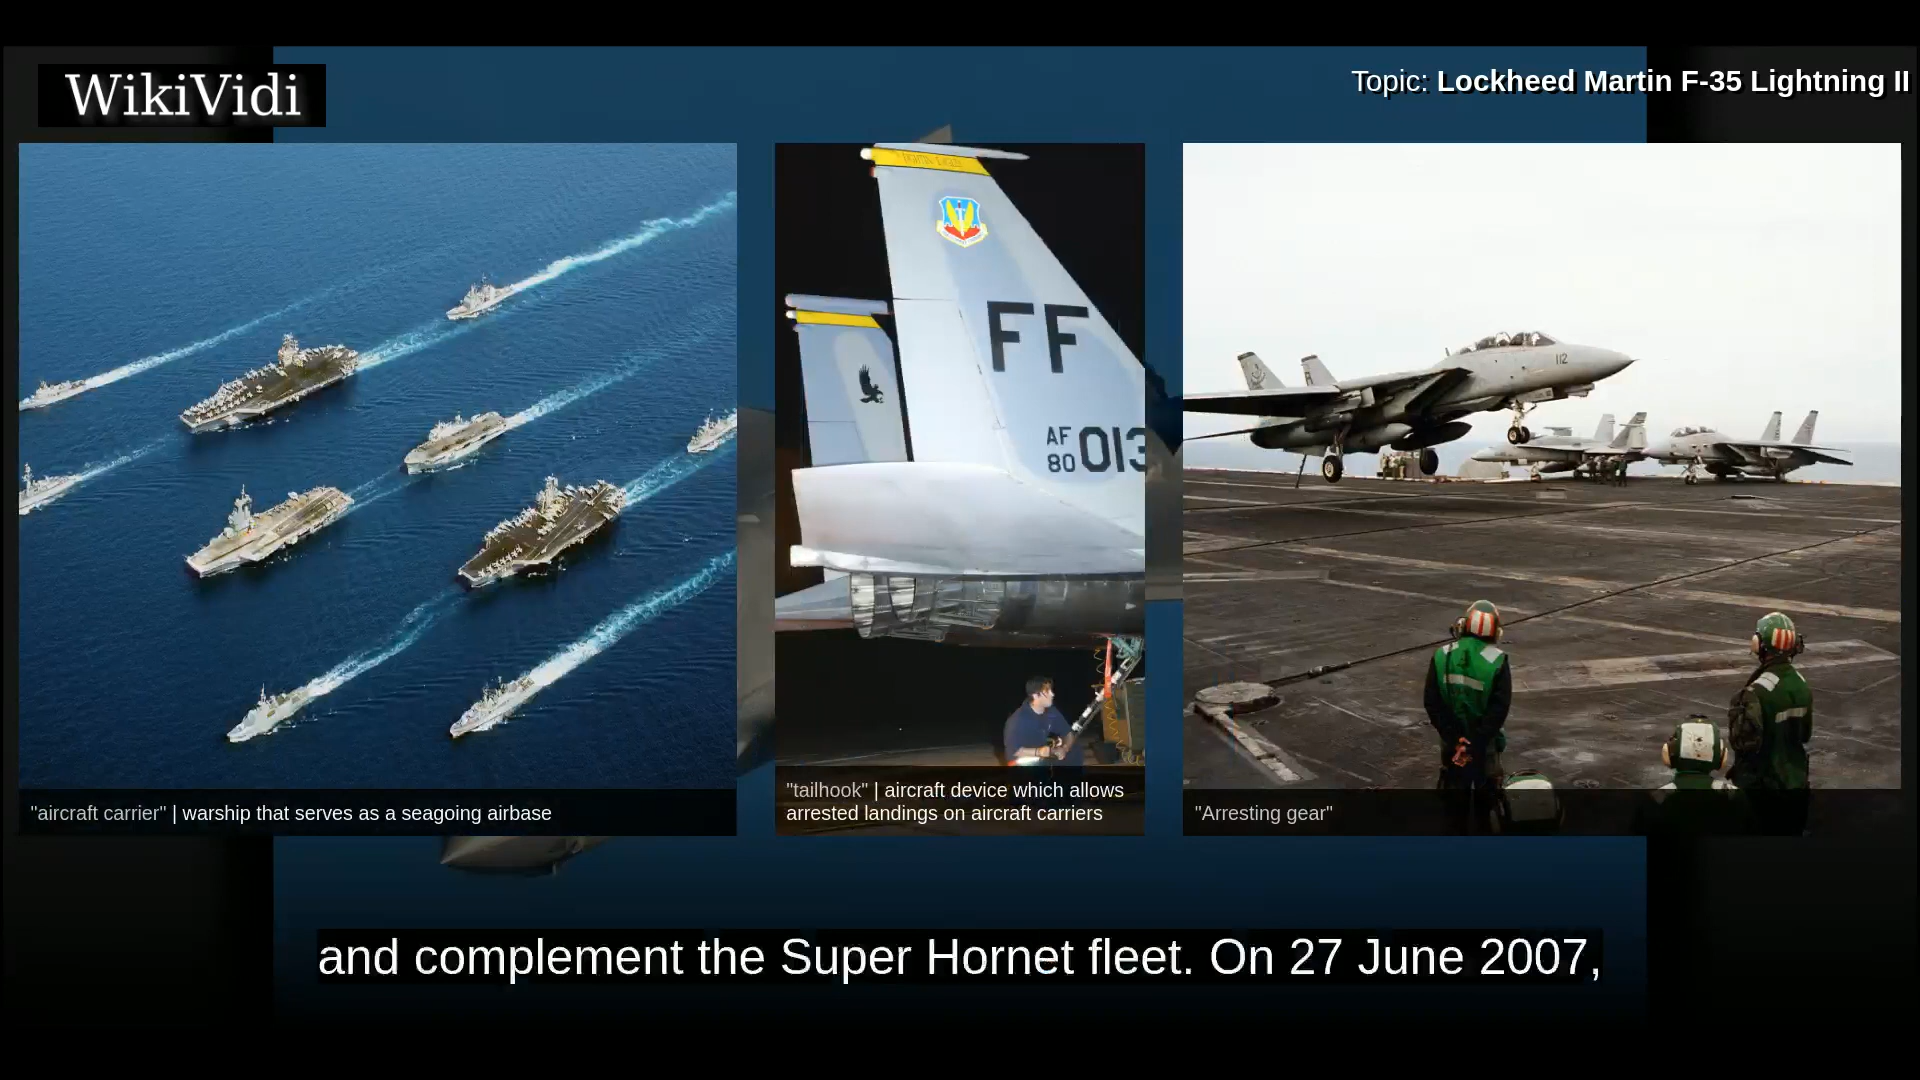 WikiVidi
Topic: Lockheed Martin F-35 Lightning II
FF
AF
80 013
112
"aircraft carrier" | warship that serves as a seagoing airbase
"tailhook" | aircraft device which allows
arrested landings on aircraft carriers
"Arresting gear"
and complement the Super Hornet fleet. On 27 June 2007,